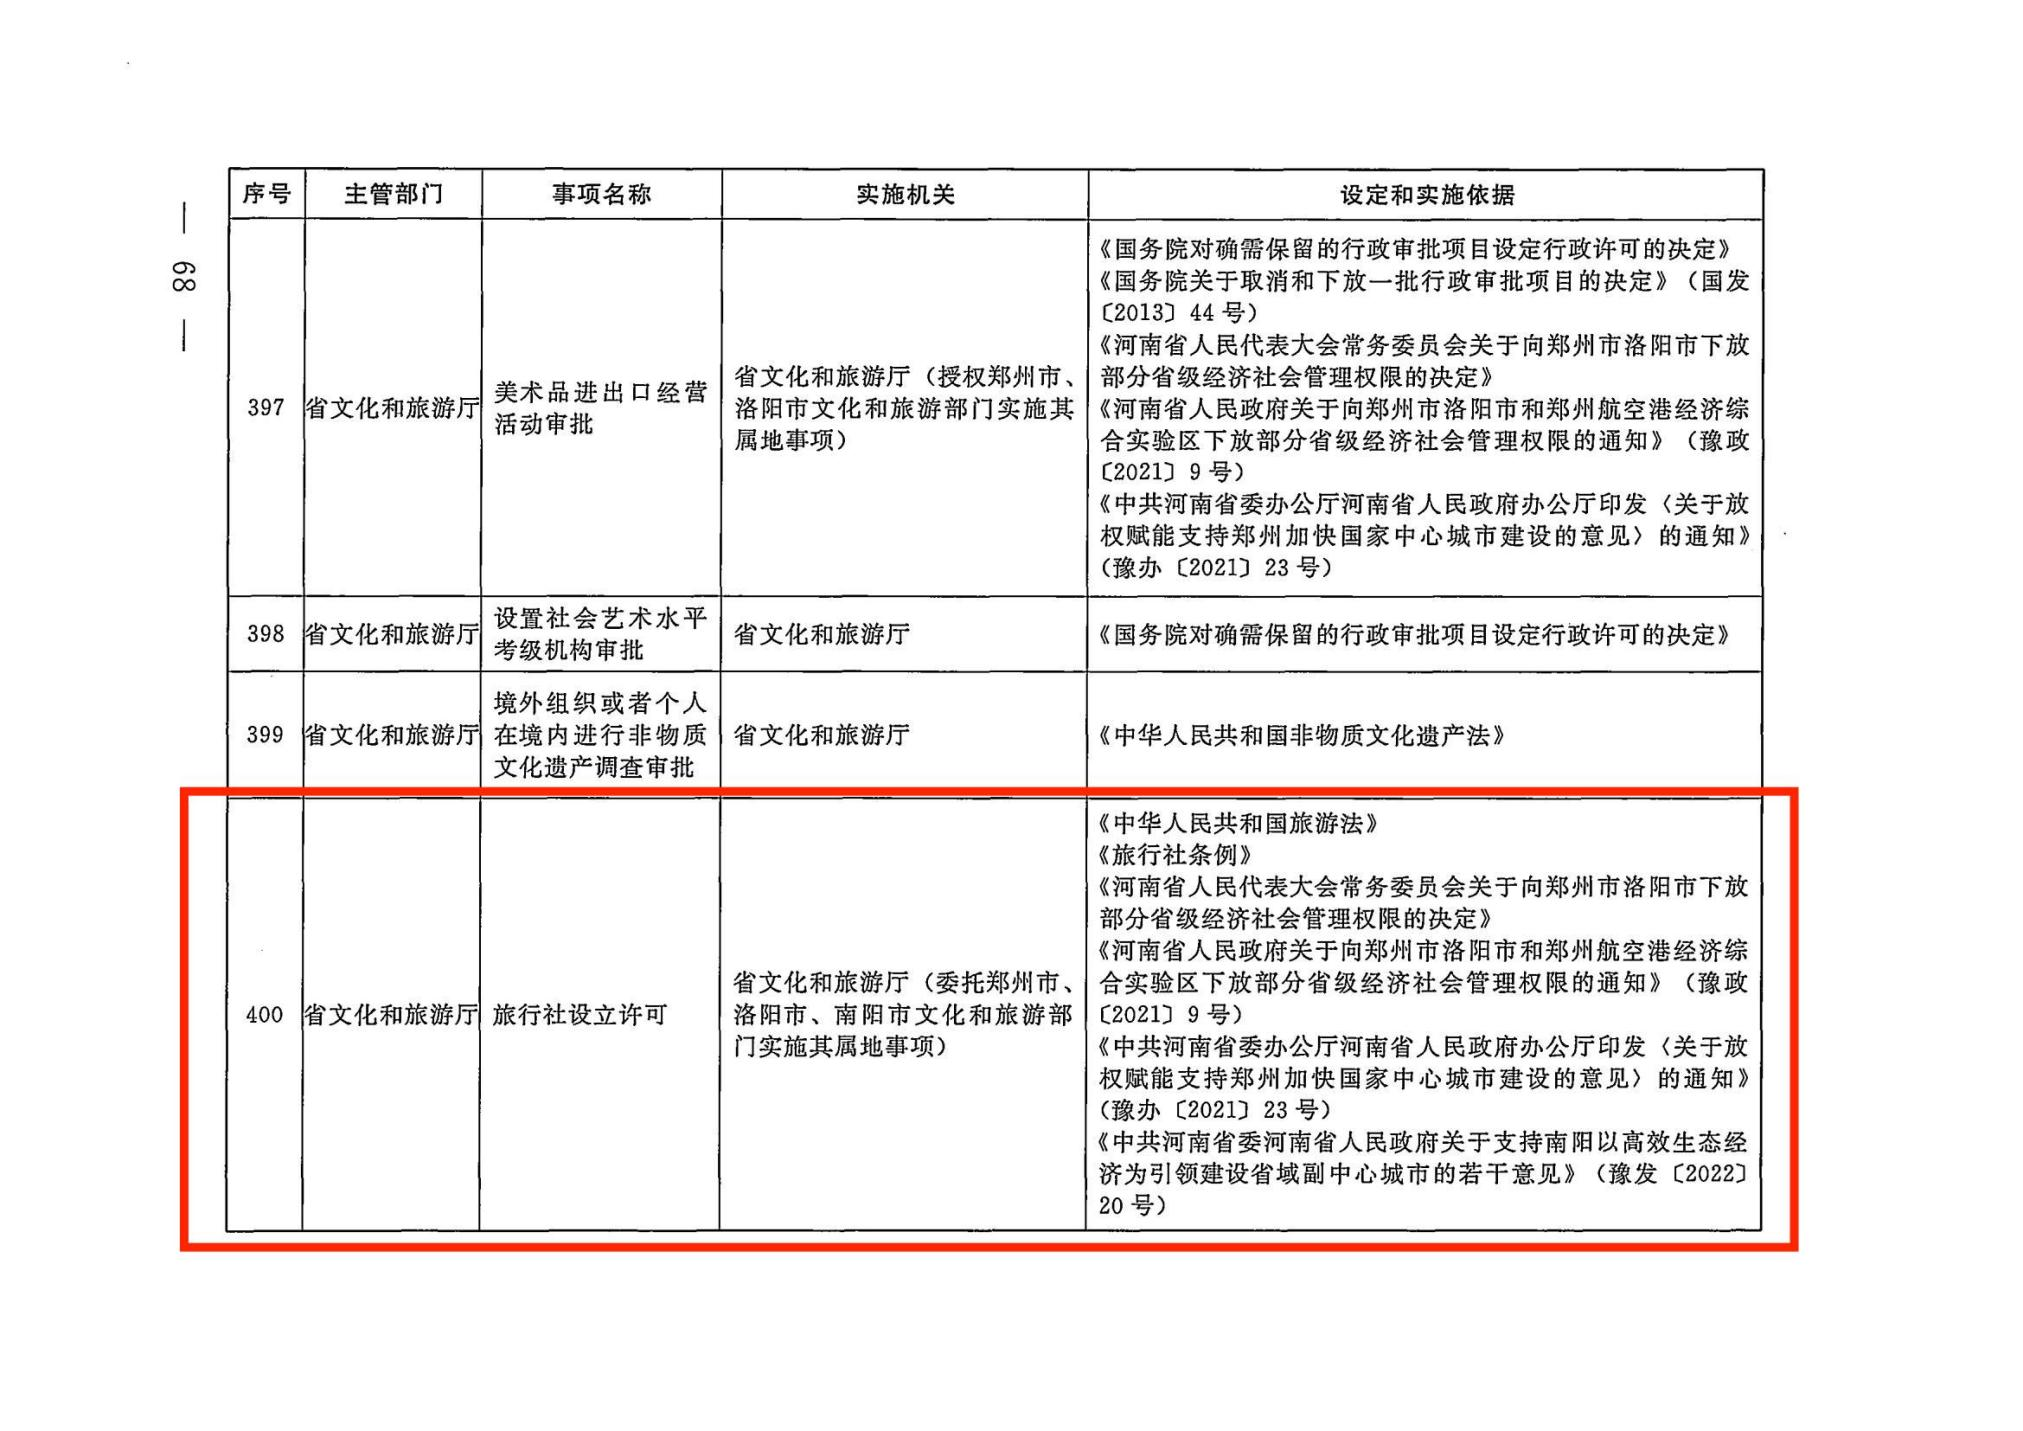 — 68 —
序号 主管部门 事项名称 实施机关 设定和实施依据
397
省文化和旅游厅
美术品进出口经营
活动审批
省文化和旅游厅（授权郑州市、
洛阳市文化和旅游部门实施其
属地事项）
《国务院对确需保留的行政审批项目设定行政许可的决定》
《国务院关于取消和下放一批行政审批项目的决定》（国发
〔2013〕44 号）
《河南省人民代表大会常务委员会关于向郑州市洛阳市下放
部分省级经济社会管理权限的决定》
《河南省人民政府关于向郑州市洛阳市和郑州航空港经济综
合实验区下放部分省级经济社会管理权限的通知》（豫政
〔2021〕9 号）
《中共河南省委办公厅河南省人民政府办公厅印发〈关于放
权赋能支持郑州加快国家中心城市建设的意见〉的通知》
（豫办〔2021〕23 号）
398
省文化和旅游厅
设置社会艺术水平
考级机构审批
省文化和旅游厅
《国务院对确需保留的行政审批项目设定行政许可的决定》
399
省文化和旅游厅
境外组织或者个人
在境内进行非物质
文化遗产调查审批
省文化和旅游厅
《中华人民共和国非物质文化遗产法》
400
省文化和旅游厅
旅行社设立许可
省文化和旅游厅（委托郑州市、
洛阳市、南阳市文化和旅游部
门实施其属地事项）
《中华人民共和国旅游法》
《旅行社条例》
《河南省人民代表大会常务委员会关于向郑州市洛阳市下放
部分省级经济社会管理权限的决定》
《河南省人民政府关于向郑州市洛阳市和郑州航空港经济综
合实验区下放部分省级经济社会管理权限的通知》（豫政
〔2021〕9 号）
《中共河南省委办公厅河南省人民政府办公厅印发〈关于放
权赋能支持郑州加快国家中心城市建设的意见〉的通知》
（豫办〔2021〕23 号）
《中共河南省委河南省人民政府关于支持南阳以高效生态经
济为引领建设省域副中心城市的若干意见》（豫发〔2022〕
20 号）